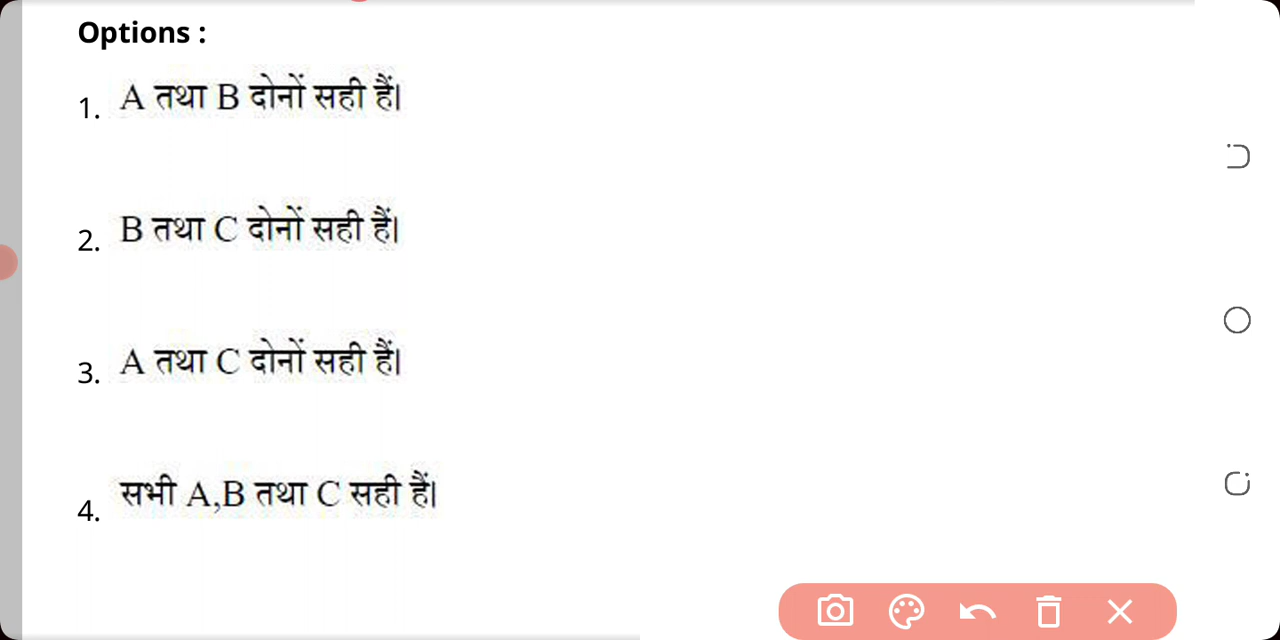 Options :
1. A तथा B दोनों सही हैं।
2. B तथा C दोनों सही हैं।
3. A तथा C दोनों सही हैं।
4. सभी A,B तथा C सही हैं।